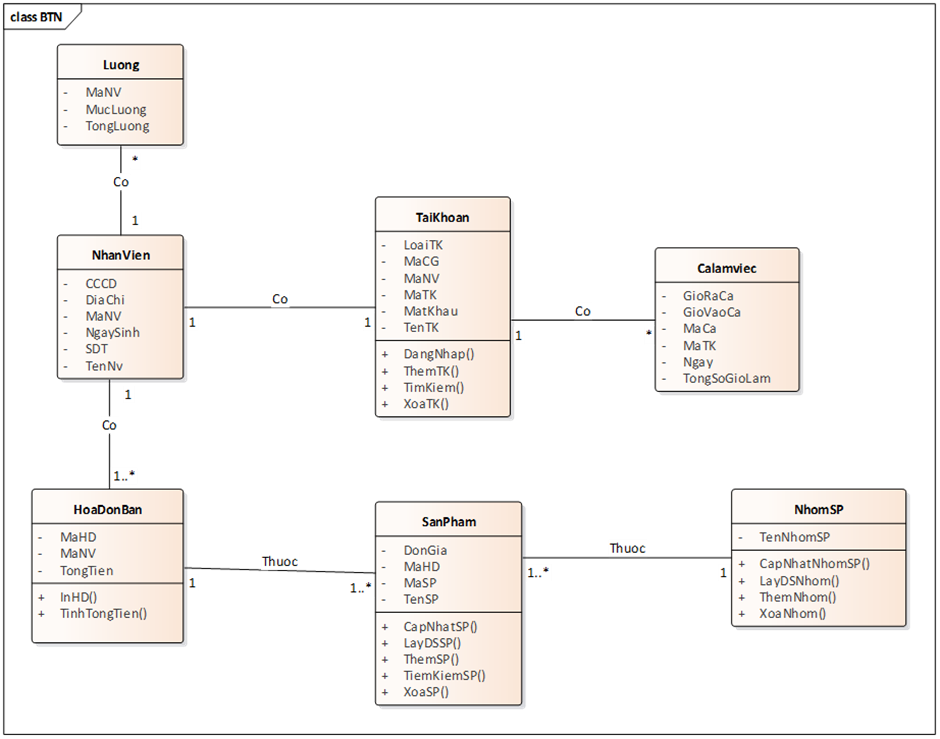 class BTN
Luong
- MaNV
- MucLuong
- TongLuong
*
Co
1
NhanVien
- CCCD
- DiaChi
- MaNV
- NgaySinh
- SDT
- TenNv
1
Co
1
TaiKhoan
- LoaiTK
- MaCG
- MaNV
- MaTK
- MatKhau
- TenTK
+ DangNhap()
+ ThemTK()
+ TimKiem()
+ XoaTK()
1
Co
*
Calamviec
- GioRaCa
- GioVaoCa
- MaCa
- MaTK
- Ngay
- TongSoGioLam
1
Co
1..*
HoaDonBan
- MaHD
- MaNV
- TongTien
+ InHD()
+ TinhTongTien()
1
Thuoc
1..*
SanPham
- DonGia
- MaHD
- MaSP
- TenSP
+ CapNhatSP()
+ LayDSSP()
+ ThemSP()
+ TiemKiemSP()
+ XoaSP()
1..*
Thuoc
1
NhomSP
- TenNhomSP
+ CapNhatNhomSP()
+ LayDSNhom()
+ ThemNhom()
+ XoaNhom()